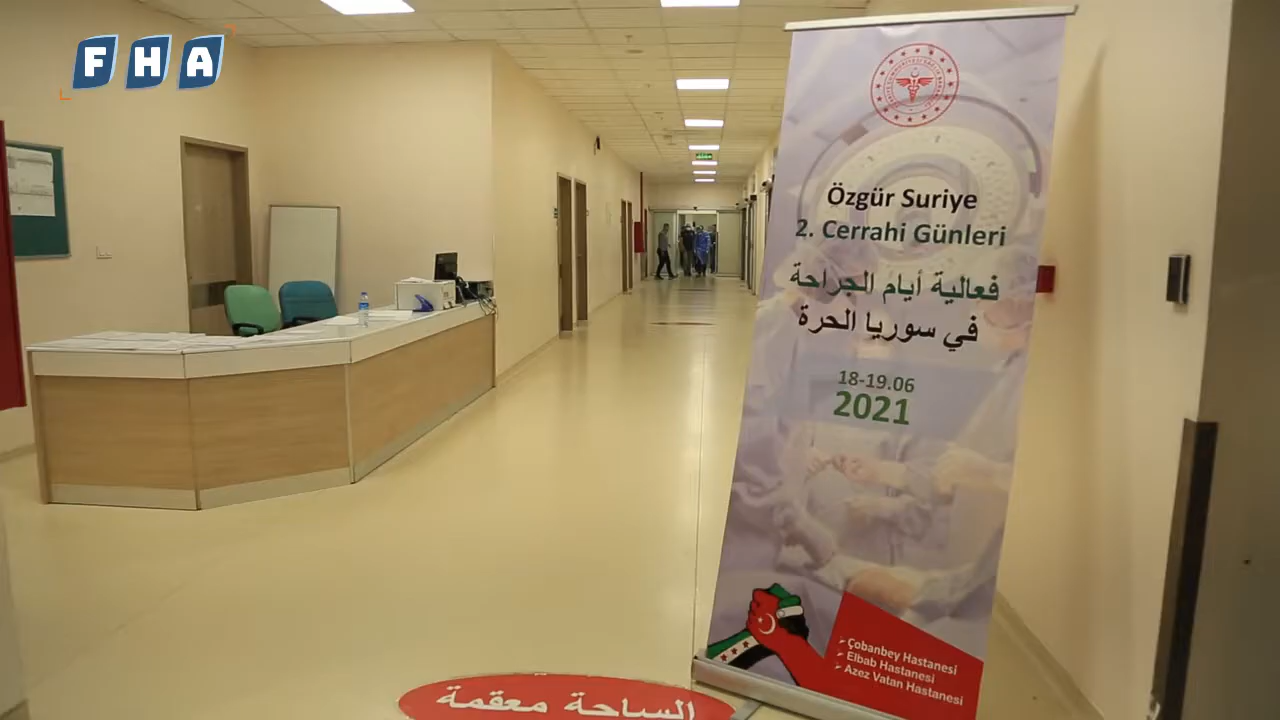 FHA
Özgür Suriye
2. Cerrahi Günleri
فعالية أيام الجراحة
في سوريا الحرة
18-19.06
2021
Çobanbey Hastanesi
Elbab Hastanesi
Azez Vatan Hastanesi
الساحة معقمة